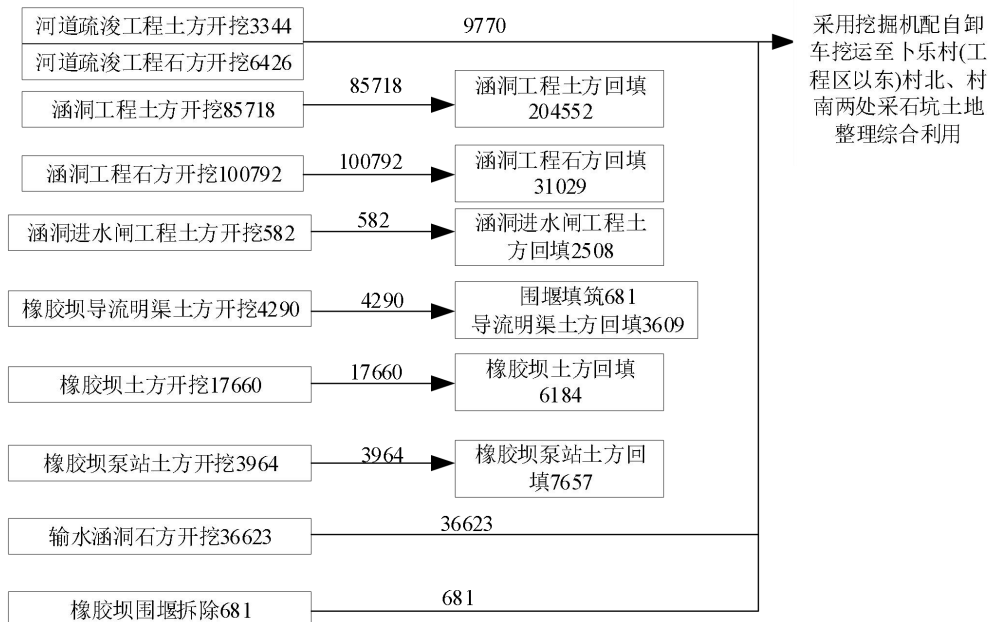 河道疏浚工程土方开挖3344
9770
河道疏浚工程石方开挖6426
采用挖掘机配自卸
车挖运至卜乐村(工
程区以东)村北、村
南两处采石坑土地
整理综合利用
涵洞工程土方开挖85718
85718
涵洞工程土方回填
204552
涵洞工程石方开挖100792
100792
涵洞工程石方回填
31029
涵洞进水闸工程土方开挖582
582
涵洞进水闸工程土
方回填2508
橡胶坝导流明渠土方开挖4290
4290
围堰填筑681
导流明渠土方回填3609
橡胶坝土方开挖17660
17660
橡胶坝土方回填
6184
橡胶坝泵站土方开挖3964
3964
橡胶坝泵站土方回
填7657
输水涵洞石方开挖36623
36623
橡胶坝围堰拆除681
681